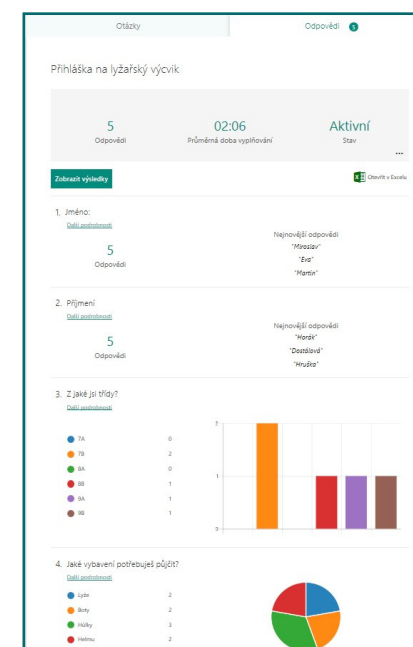 Otázky
Odpovědi 5
Přihláška na lyžařský výcvik
5 02:06 Aktivní
Odpovědi Průměrná doba vyplňování Stav
...
Zobrazit výsledky Otevřít v Excelu
1. Jméno:
Další podrobnosti
5
Odpovědi
Nejnovější odpovědi
"Miroslav"
"Eva"
"Martin"
2. Příjmení
Další podrobnosti
5
Odpovědi
Nejnovější odpovědi
"Horák"
"Dostálová"
"Hruška"
3. Z jaké jsi třídy?
Další podrobnosti
7A 0
7B 2
8A 0
8B 1
9A 1
9B 1
2
1
0
4. Jaké vybavení potřebuješ půjčit?
Další podrobnosti
Lyže 2
Boty 2
Hůlky 3
Helmu 2